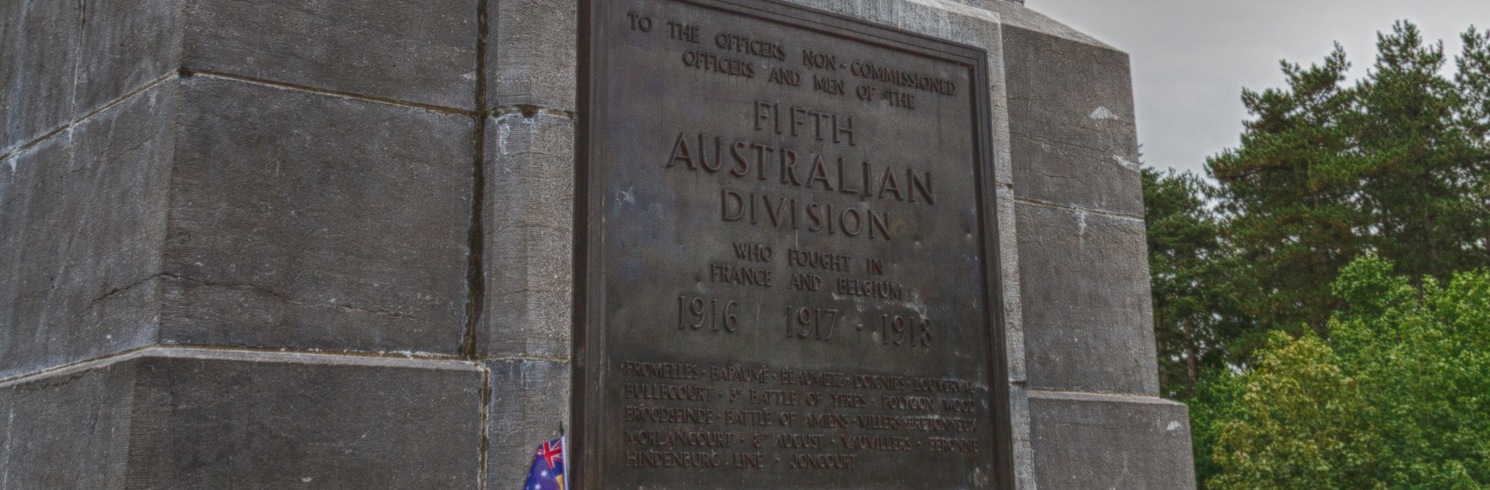 TO THE OFFICERS NON-COMMISSIONED
OFFICERS AND MEN OF THE
FIFTH
AUSTRALIAN
DIVISION
WHO FOUGHT IN
FRANCE AND BELGIUM
1916 1917 · 1918
FROMELLES · BAPAUME · BEAUMETZ · DOIGNIES · LOUVERVAL
BULLECOURT · 3RD BATTLE OF YPRES · POLYGON WOOD
BROODSEINDE · BATTLE OF AMIENS · VILLERS BRETONNEUX
MORLANCOURT · 8TH AUGUST · VAUVILLERS · PERONNE
HINDENBURG LINE · JONCOURT